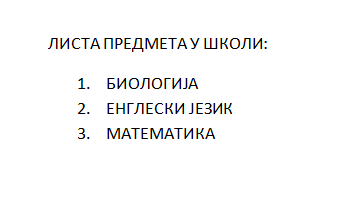 ЛИСТА ПРЕДМЕТА У ШКОЛИ:
1. БИОЛОГИЈА
2. ЕНГЛЕСКИ ЈЕЗИК
3. МАТЕМАТИКА